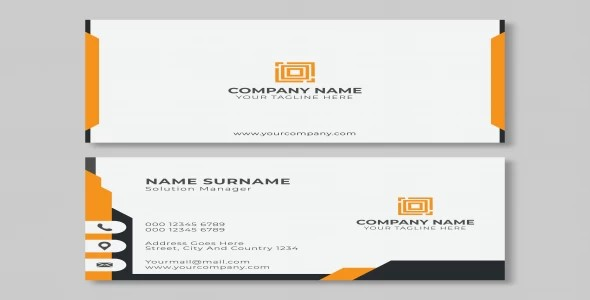 COMPANY NAME
YOUR TAGLINE HERE
www.yourcompany.com
NAME SURNAME
Solution Manager
000 12345 6789
000 12345 6789
Address Goes Here
Street, City And Country 1234
Yourmail@mail.com
www.yourcompany.com
COMPANY NAME
YOUR TAGLINE HERE